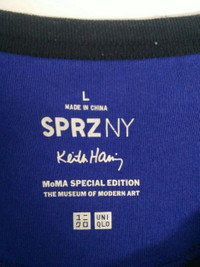 L
MADE IN CHINA
SPRZ NY
Keith Haring
MoMA SPECIAL EDITION
THE MUSEUM OF MODERN ART
ユニ UNI
クロ QLO